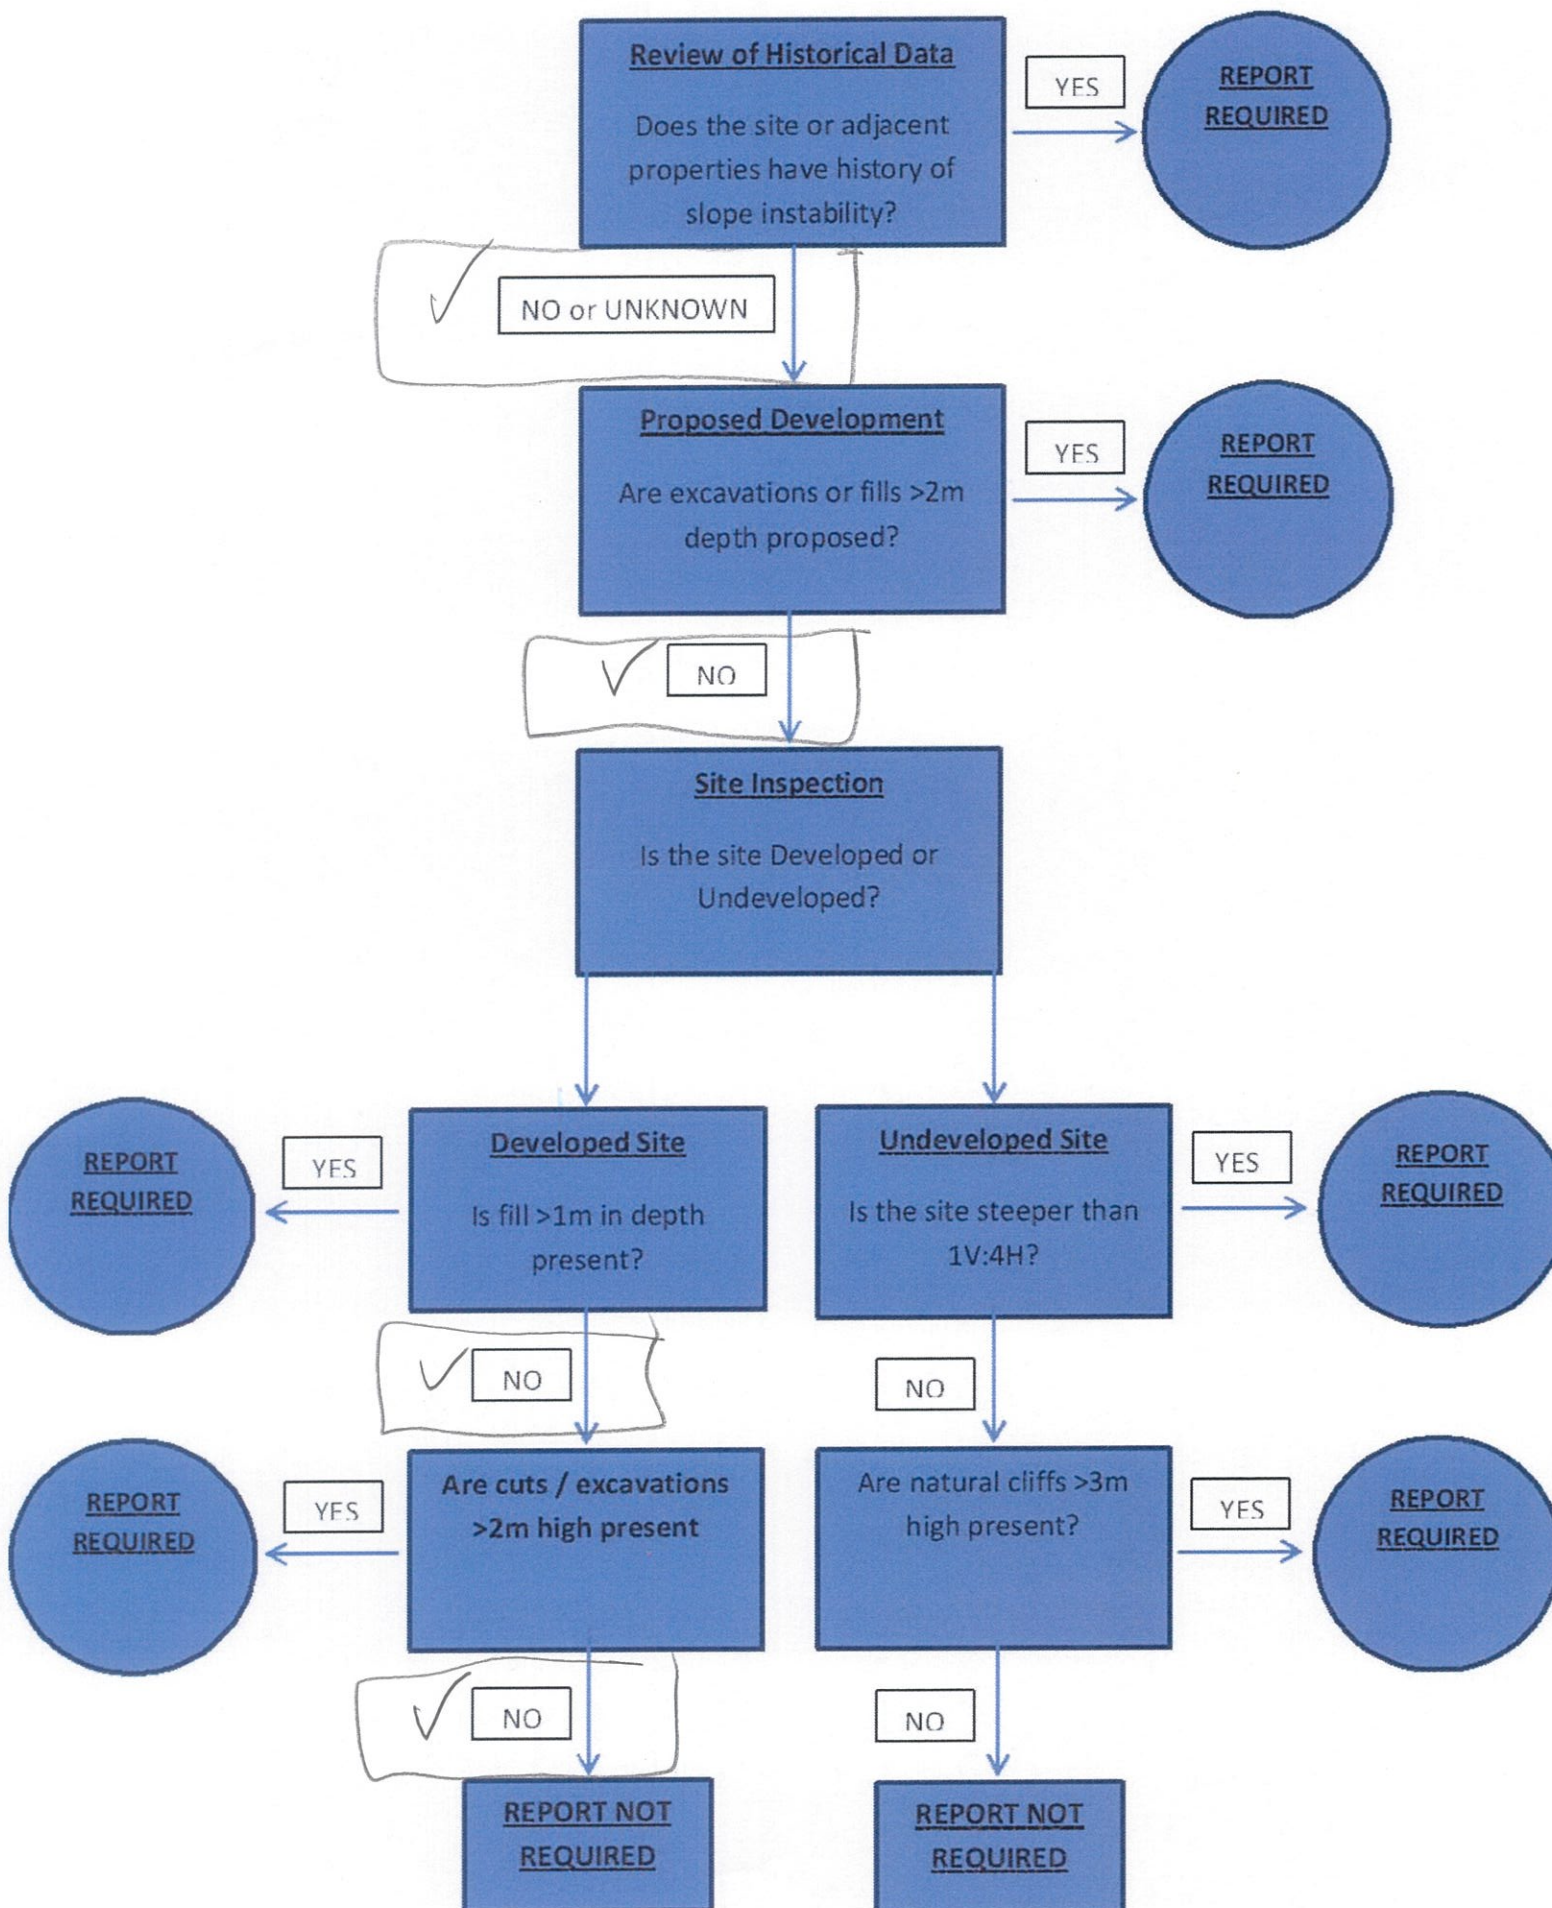 Review of Historical Data
Does the site or adjacent
properties have history of
slope instability?
YES
REPORT
REQUIRED
NO or UNKNOWN
Proposed Development
Are excavations or fills >2m
depth proposed?
YES
REPORT
REQUIRED
NO
Site Inspection
Is the site Developed or
Undeveloped?
REPORT
REQUIRED
YES
Developed Site
Is fill >1m in depth
present?
Undeveloped Site
Is the site steeper than
1V:4H?
YES
REPORT
REQUIRED
NO
NO
REPORT
REQUIRED
YES
Are cuts / excavations
>2m high present
Are natural cliffs >3m
high present?
YES
REPORT
REQUIRED
NO
NO
REPORT NOT
REQUIRED
REPORT NOT
REQUIRED